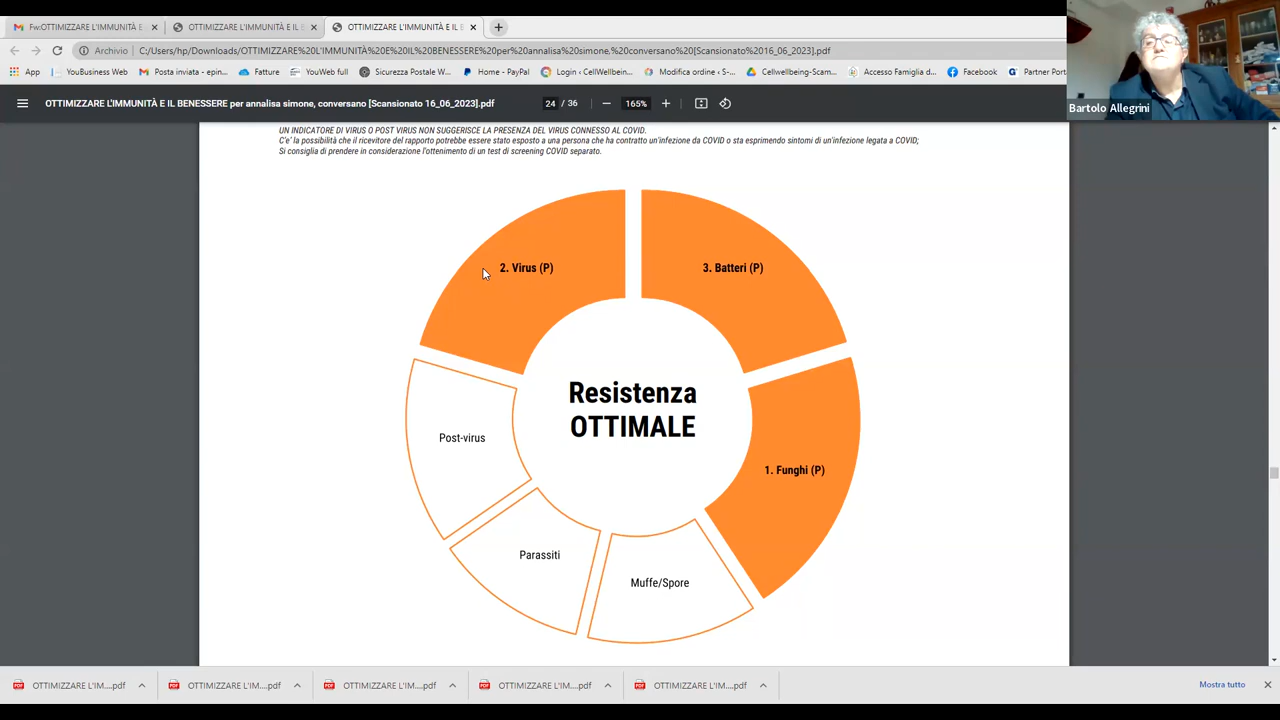 Fw:OTTIMIZZARE L'IMMUNITÀ E
OTTIMIZZARE L'IMMUNITÀ E IL BE
OTTIMIZZARE L'IMMUNITÀ E IL BE
Archivio | C:/Users/hp/Downloads/OTTIMIZZARE%20L'IMMUNITÀ%20E%20IL%20BENESSERE%20per%20annalisa%20simone,%20conversano%20[Scansionato%2016_06_2023].pdf
App
YouBusiness Web
Posta inviata - epin...
Fatture
YouWeb full
Sicurezza Postale W...
Home - PayPal
Login ‹ CellWellbein...
Modifica ordine ‹ S...
Cellwellbeing-Scam...
Accesso Famiglia d...
Facebook
Partner Port
Bartolo Allegrini
OTTIMIZZARE L'IMMUNITÀ E IL BENESSERE per annalisa simone, conversano [Scansionato 16_06_2023].pdf
24 / 36
165%
UN INDICATORE DI VIRUS O POST VIRUS NON SUGGERISCE LA PRESENZA DEL VIRUS CONNESSO AL COVID.
C'e' la possibilità che il ricevitore del rapporto potrebbe essere stato esposto a una persona che ha contratto un'infezione da COVID o sta esprimendo sintomi di un'infezione legata a COVID;
Si consiglia di prendere in considerazione l'ottenimento di un test di screening COVID separato.
2. Virus (P)
3. Batteri (P)
Resistenza
OTTIMALE
Post-virus
1. Funghi (P)
Parassiti
Muffe/Spore
OTTIMIZZARE L'IM....pdf
OTTIMIZZARE L'IM....pdf
OTTIMIZZARE L'IM....pdf
OTTIMIZZARE L'IM....pdf
OTTIMIZZARE L'IM....pdf
Mostra tutto